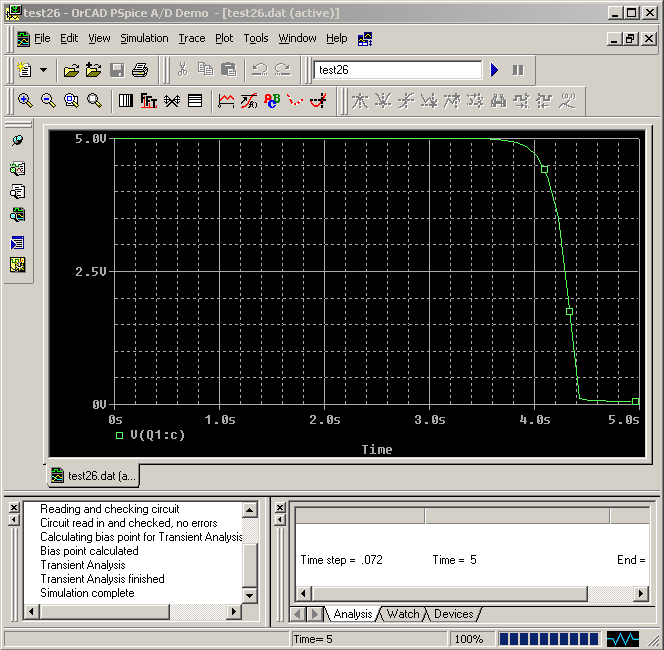 test26 - OrCAD PSpice A/D Demo - [test26.dat (active)]
File Edit View Simulation Trace Plot Tools Window Help
test26
5.0V
2.5V
0V
0s 1.0s 2.0s 3.0s 4.0s 5.0s
V(Q1:c)
Time
test26.dat (a...
Reading and checking circuit
Circuit read in and checked, no errors
Calculating bias point for Transient Analysis
Bias point calculated
Transient Analysis
Transient Analysis finished
Simulation complete
Time step = .072 Time = 5 End =
Analysis Watch Devices
Time= 5 100%